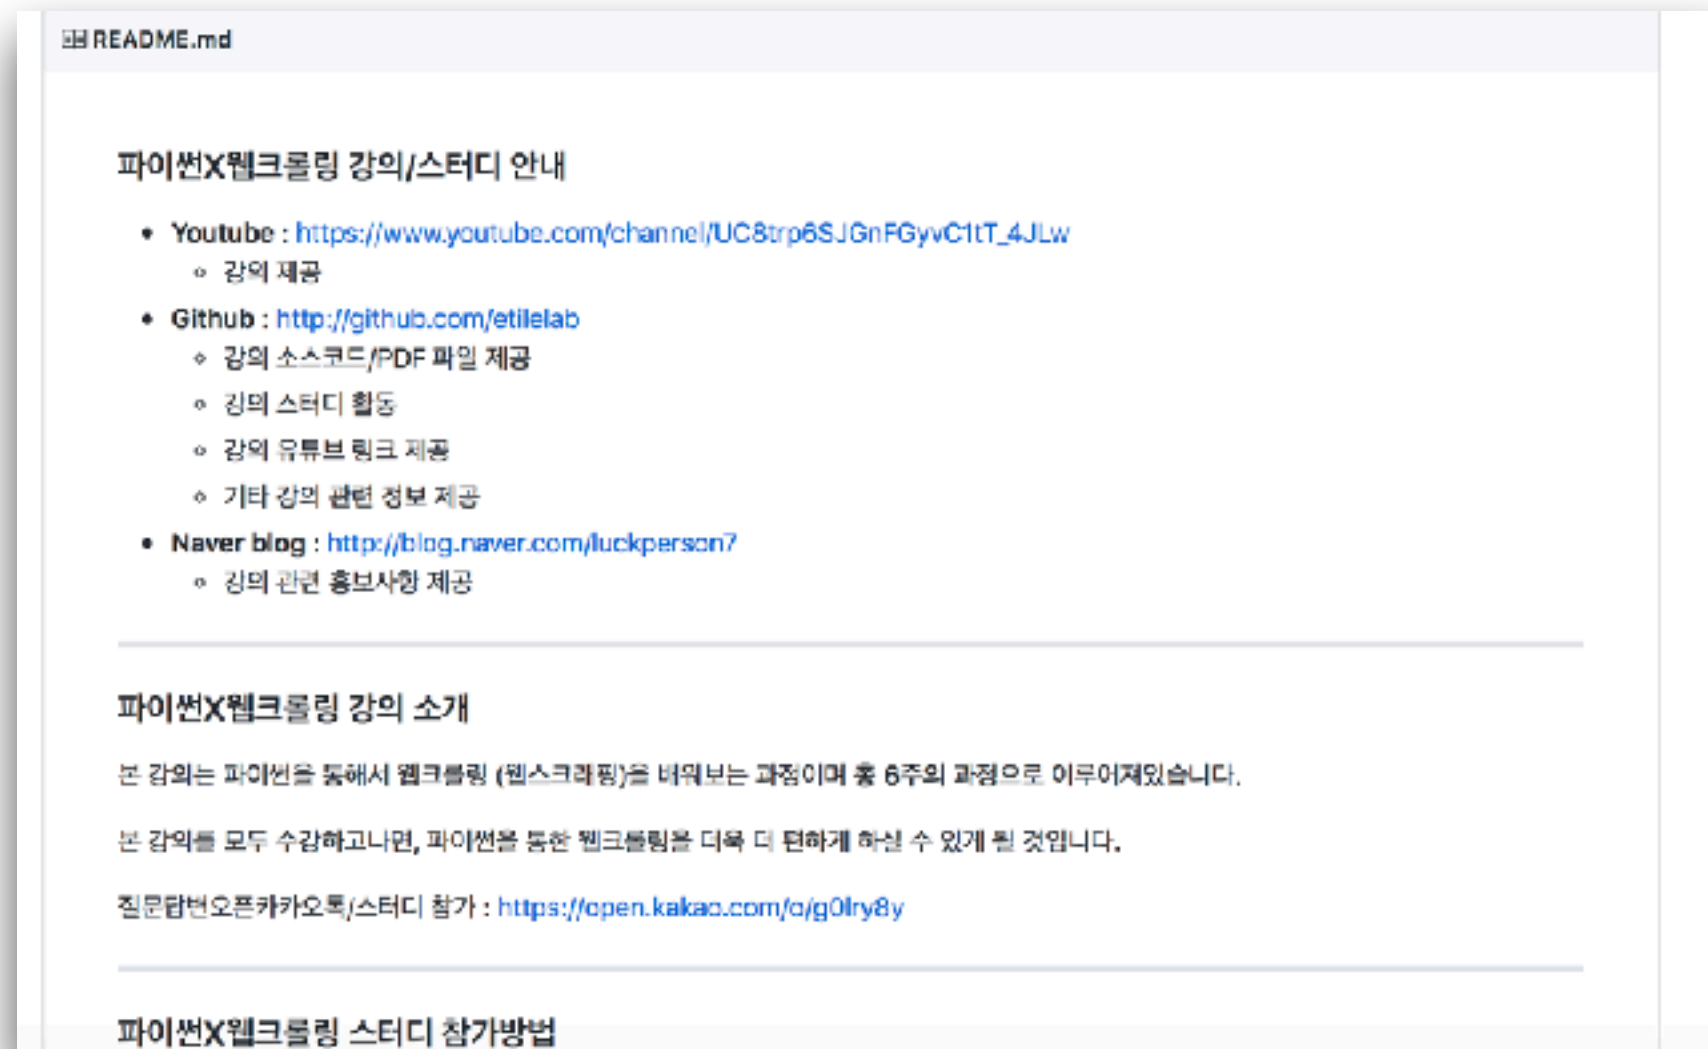 README.md
파이썬X웹크롤링 강의/스터디 안내
Youtube : https://www.youtube.com/channel/UC8trp6SJGnFGyvC1tT_4JLw
강의 제공
Github : http://github.com/etilelab
강의 소스코드/PDF 파일 제공
강의 스터디 활동
강의 유튜브 링크 제공
기타 강의 관련 정보 제공
Naver blog : http://blog.naver.com/luckperson7
강의 관련 홍보사항 제공
파이썬X웹크롤링 강의 소개
본 강의는 파이썬을 통해서 웹크롤링 (웹스크래핑)을 배워보는 과정이며 총 6주의 과정으로 이루어져있습니다.
본 강의를 모두 수강하고나면, 파이썬을 통한 웹크롤링을 더욱 더 편하게 하실 수 있게 될 것입니다.
질문답변오픈카카오톡/스터디 참가 : https://open.kakao.com/o/g0lry8y
파이썬X웹크롤링 스터디 참가방법